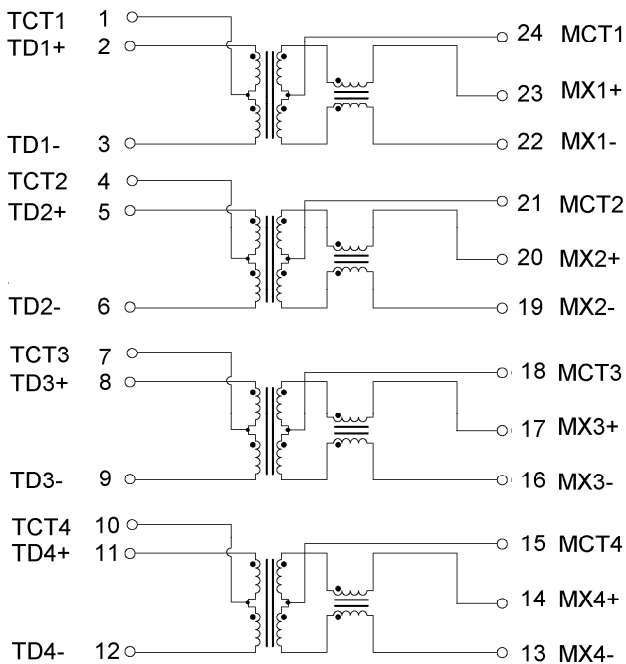 TCT1 1 24 MCT1
TD1+ 2
23 MX1+
TD1- 3 22 MX1-
TCT2 4
21 MCT2
TD2+ 5
20 MX2+
TD2- 6 19 MX2-
TCT3 7
18 MCT3
TD3+ 8
17 MX3+
TD3- 9 16 MX3-
TCT4 10
15 MCT4
TD4+ 11
14 MX4+
TD4- 12 13 MX4-